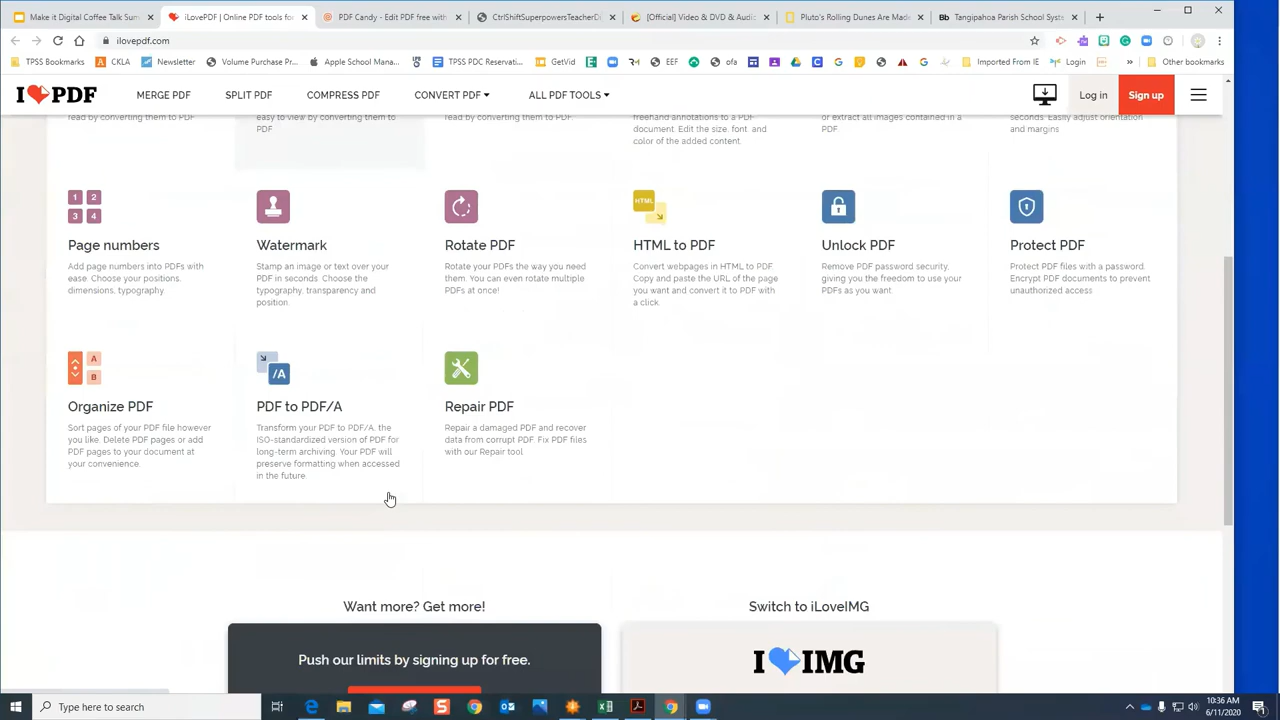 Make it Digital Coffee Talk Sum
iLovePDF | Online PDF tools for
PDF Candy - Edit PDF free with
CtrlShiftSuperpowersTeacherDi
[Official] Video & DVD & Audio
Pluto's Rolling Dunes Are Made
Bb Tangipahoa Parish School Syst
ilovepdf.com
TPSS Bookmarks
CKLA
Newsletter
Volume Purchase Pr...
Apple School Mana...
TPSS PDC Reservati...
GetVid
EEF
ofa
Imported From IE
Login
Other bookmarks
I PDF
MERGE PDF
SPLIT PDF
COMPRESS PDF
CONVERT PDF
ALL PDF TOOLS
Log in
Sign up
read by converting them to PDF
easy to view by converting them to
PDF.
read by converting them to PDF.
freehand annotations to a PDF
document. Edit the size, font, and
color of the added content.
or extract all images contained in a
PDF.
seconds. Easily adjust orientation
and margins.
1 2
3 4
Page numbers
Add page numbers into PDFs with
ease. Choose your positions,
dimensions, typography.
Watermark
Stamp an image or text over your
PDF in seconds. Choose the
typography, transparency and
position.
Rotate PDF
Rotate your PDFs the way you need
them. You can even rotate multiple
PDFs at once!
HTML
HTML to PDF
Convert webpages in HTML to PDF.
Copy and paste the URL of the page
you want and convert it to PDF with
a click.
Unlock PDF
Remove PDF password security,
giving you the freedom to use your
PDFs as you want.
Protect PDF
Protect PDF files with a password.
Encrypt PDF documents to prevent
unauthorized access.
A
B
Organize PDF
Sort pages of your PDF file however
you like. Delete PDF pages or add
PDF pages to your document at
your convenience.
/A
PDF to PDF/A
Transform your PDF to PDF/A, the
ISO-standardized version of PDF for
long-term archiving. Your PDF will
preserve formatting when accessed
in the future.
Repair PDF
Repair a damaged PDF and recover
data from corrupt PDF. Fix PDF files
with our Repair tool.
Want more? Get more!
Switch to iLoveIMG
Push our limits by signing up for free.
I IMG
Type here to search
10:36 AM
6/11/2020